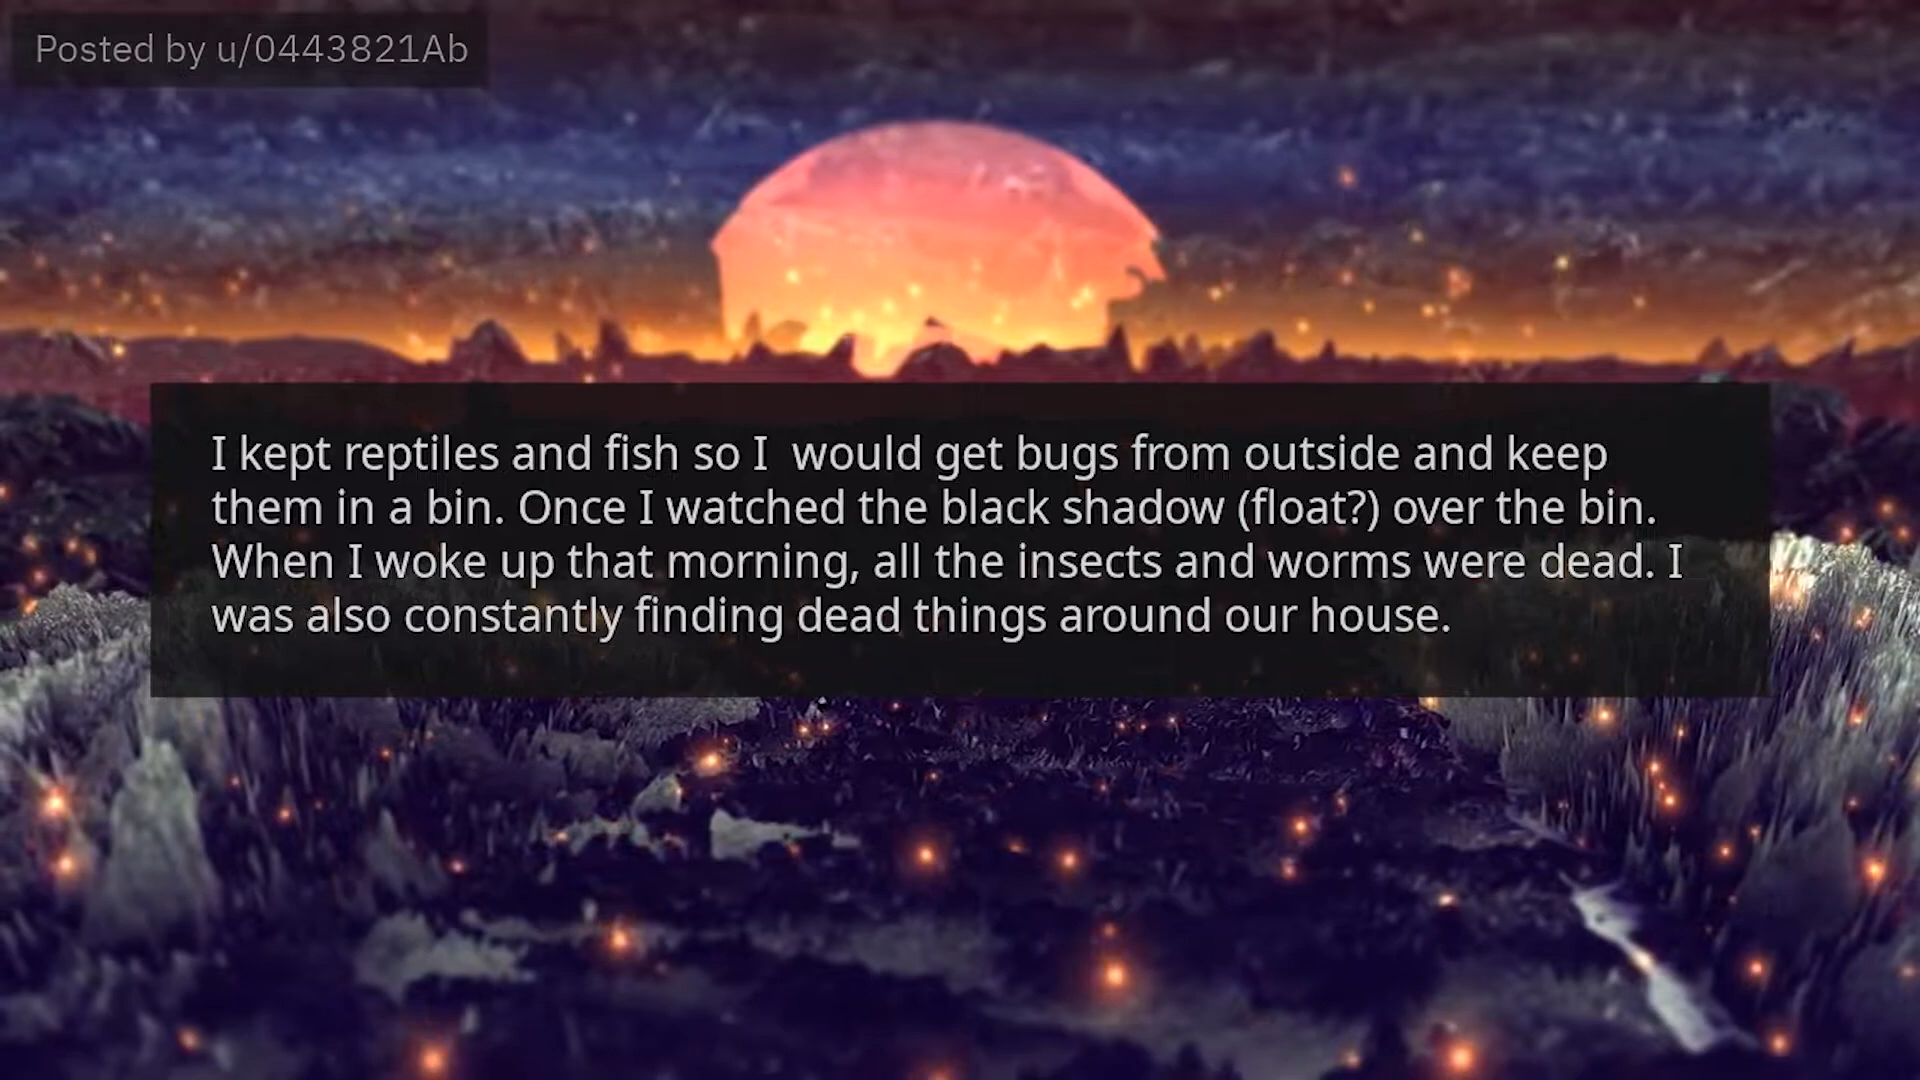 Posted by u/0443821Ab
I kept reptiles and fish so I  would get bugs from outside and keep
them in a bin. Once I watched the black shadow (float?) over the bin.
When I woke up that morning, all the insects and worms were dead. I
was also constantly finding dead things around our house.